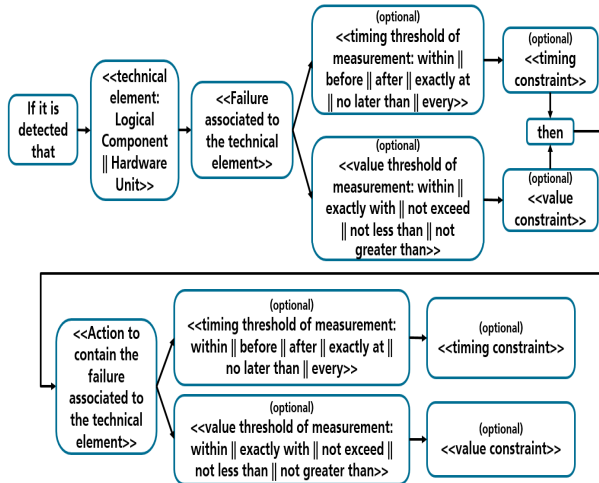 If it is
detected
that
<<technical
element:
Logical
Component
|| Hardware
Unit>>
<<Failure
associated to
the technical
element>>
(optional)
<<timing threshold of
measurement: within ||
before || after || exactly at
|| no later than || every>>
(optional)
<<timing
constraint>>
(optional)
<<value threshold of
measurement: within ||
exactly with || not exceed
|| not less than || not
greater than>>
(optional)
<<value
constraint>>
then
<<Action to
contain the
failure
associated to
the technical
element>>
(optional)
<<timing threshold of measurement:
within || before || after || exactly at ||
no later than || every>>
(optional)
<<timing constraint>>
(optional)
<<value threshold of measurement:
within || exactly with || not exceed ||
not less than || not greater than>>
(optional)
<<value constraint>>